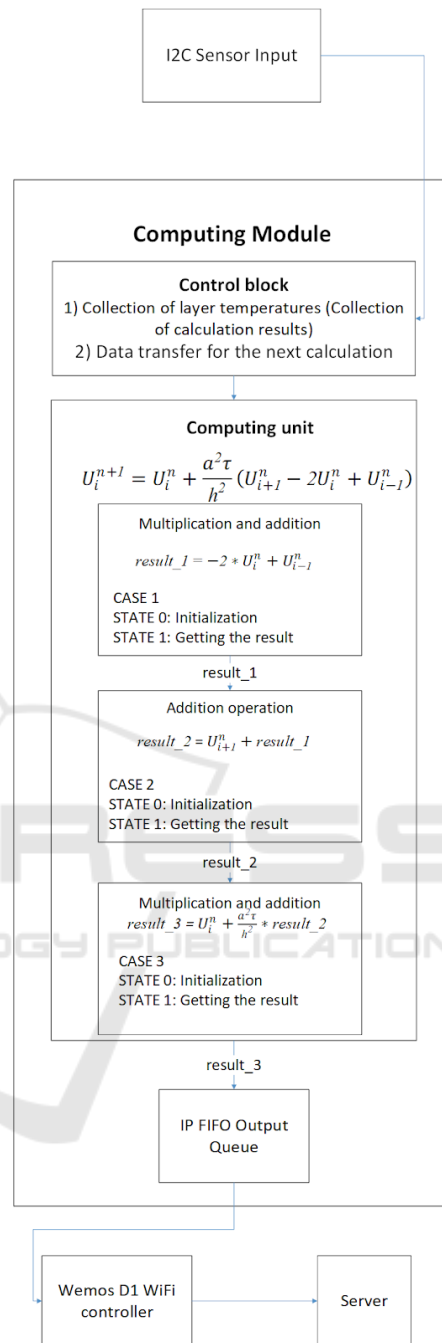 I2C Sensor Input
Computing Module
Control block
1) Collection of layer temperatures (Collection
of calculation results)
2) Data transfer for the next calculation
Computing unit
U_i^{n+1} = U_i^n + \frac{a^2τ}{h^2} (U_{i+1}^n − 2U_i^n + U_{i−1}^n)
Multiplication and addition
result_1 = −2 * U_i^n + U_{i−1}^n
CASE 1
STATE 0: Initialization
STATE 1: Getting the result
result_1
Addition operation
result_2 = U_{i+1}^n + result_1
CASE 2
STATE 0: Initialization
STATE 1: Getting the result
result_2
Multiplication and addition
result_3 = U_i^n + \frac{a^2τ}{h^2} * result_2
CASE 3
STATE 0: Initialization
STATE 1: Getting the result
result_3
IP FIFO Output
Queue
Wemos D1 WiFi
controller
Server
PRESS
LOGY PUBLICATION